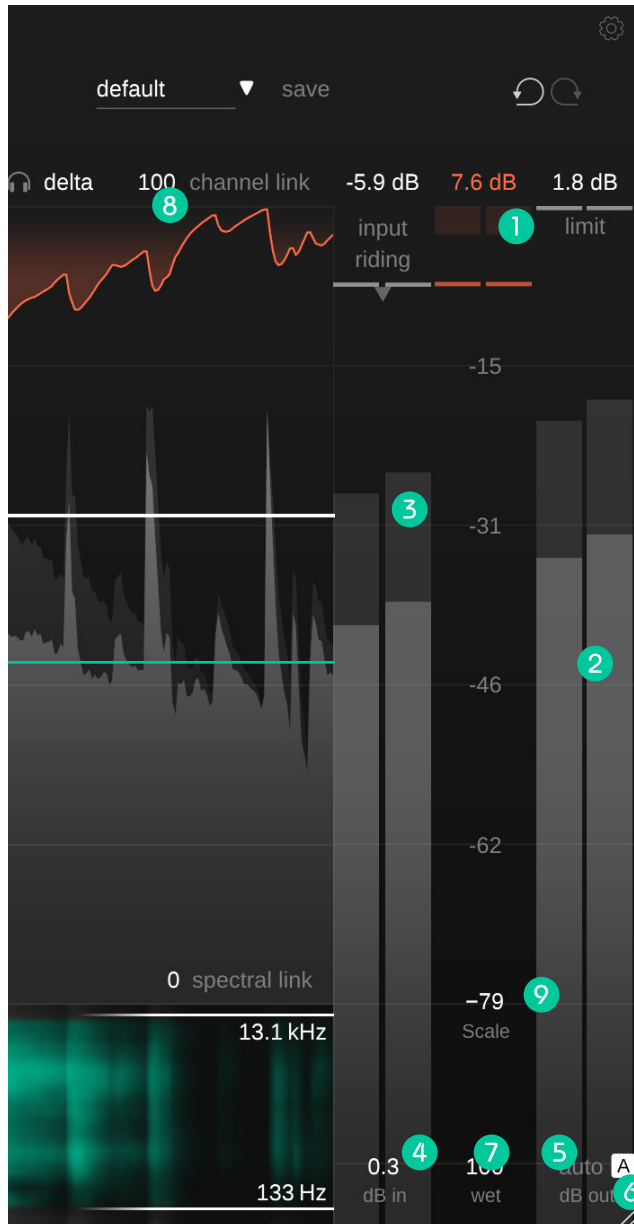 default ▼ save
delta 100 channel link -5.9 dB 7.6 dB 1.8 dB
8
1
input riding
limit
-15
3
-31
2
-46
-62
0 spectral link
-79
9
Scale
13.1 kHz
133 Hz
0.3 4 100 7 5 auto A
dB in wet dB out 6